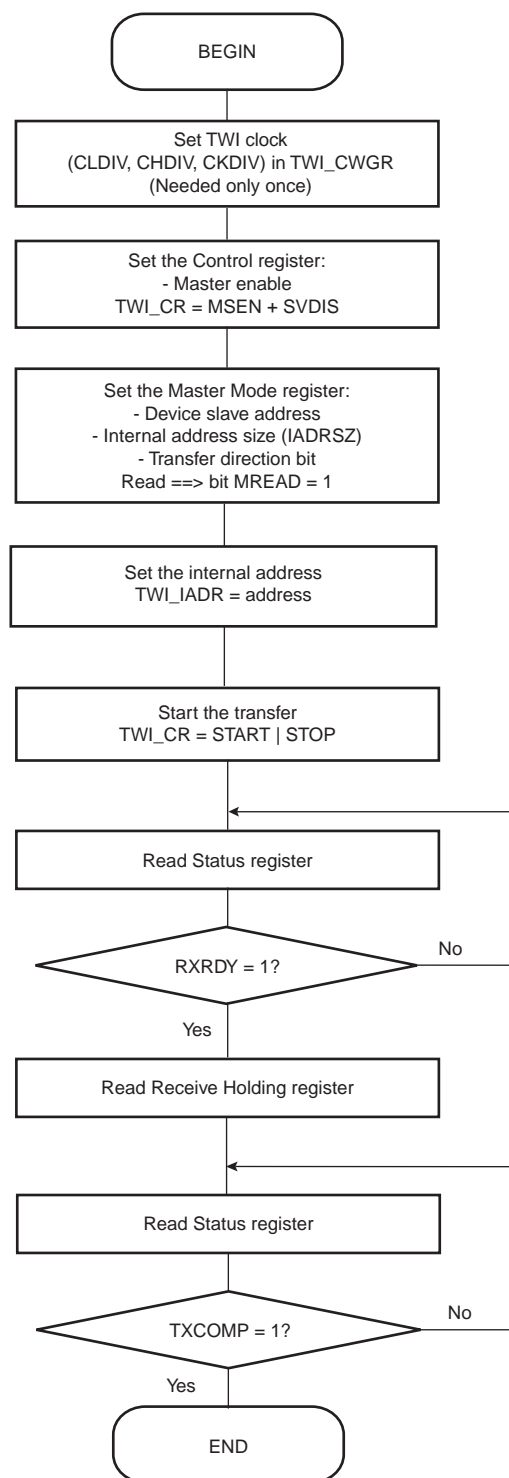 BEGIN
Set TWI clock
(CLDIV, CHDIV, CKDIV) in TWI_CWGR
(Needed only once)
Set the Control register:
- Master enable
TWI_CR = MSEN + SVDIS
Set the Master Mode register:
- Device slave address
- Internal address size (IADRSZ)
- Transfer direction bit
Read ==> bit MREAD = 1
Set the internal address
TWI_IADR = address
Start the transfer
TWI_CR = START | STOP
Read Status register
RXRDY = 1?
No
Yes
Read Receive Holding register
Read Status register
TXCOMP = 1?
No
Yes
END